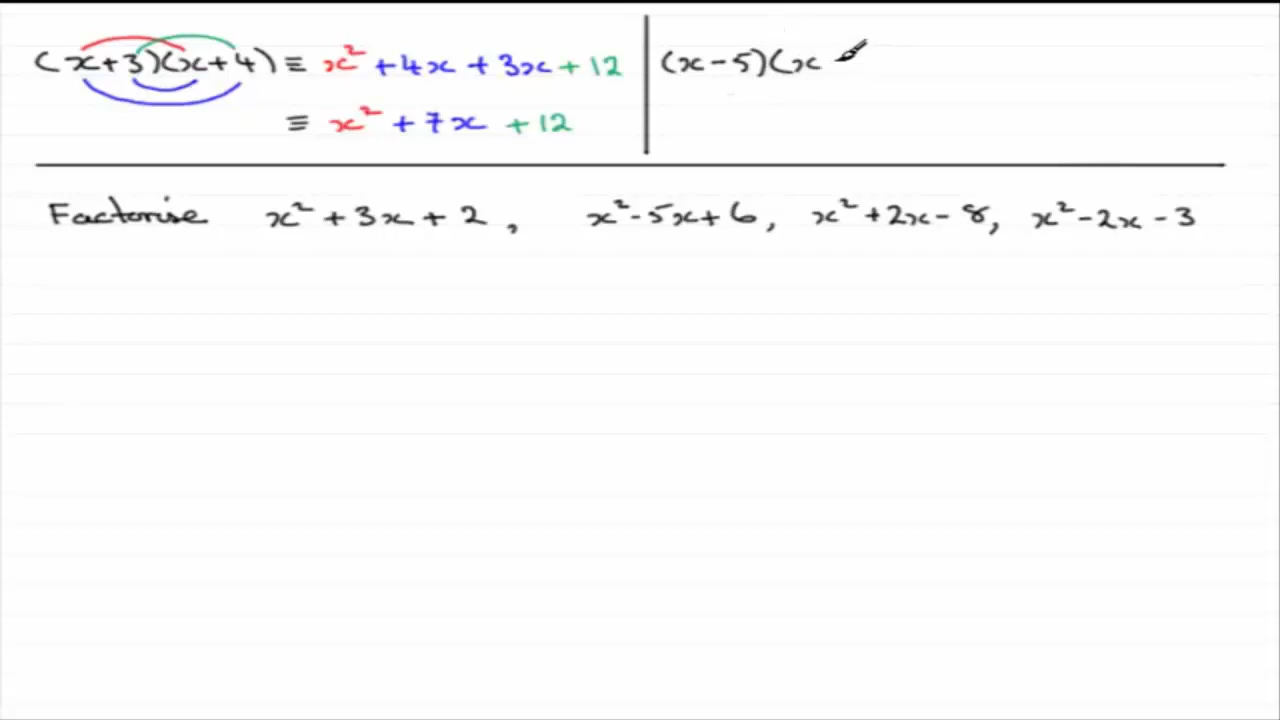 (x+3)(x+4) ≡ x² +4x + 3x + 12
≡ x² + 7x + 12
(x-5)(x
Factorise x² + 3x + 2, x²-5x+6, x²+2x-8, x²-2x-3